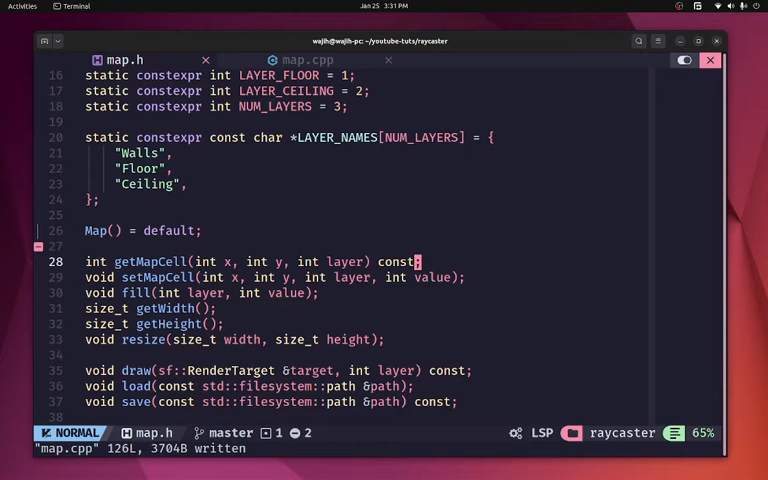 Activities Terminal Jan 25 3:31 PM
wajih@wajih-pc: ~/youtube-tuts/raycaster
map.h map.cpp
16 static constexpr int LAYER_FLOOR = 1;
17 static constexpr int LAYER_CEILING = 2;
18 static constexpr int NUM_LAYERS = 3;
19
20 static constexpr const char *LAYER_NAMES[NUM_LAYERS] = {
21 "Walls",
22 "Floor",
23 "Ceiling",
24 };
25
26 Map() = default;
27
28 int getMapCell(int x, int y, int layer) const;
29 void setMapCell(int x, int y, int layer, int value);
30 void fill(int layer, int value);
31 size_t getWidth();
32 size_t getHeight();
33 void resize(size_t width, size_t height);
34
35 void draw(sf::RenderTarget &target, int layer) const;
36 void load(const std::filesystem::path &path);
37 void save(const std::filesystem::path &path) const;
38
NORMAL map.h master 1 2 LSP raycaster 65%
"map.cpp" 126L, 3704B written